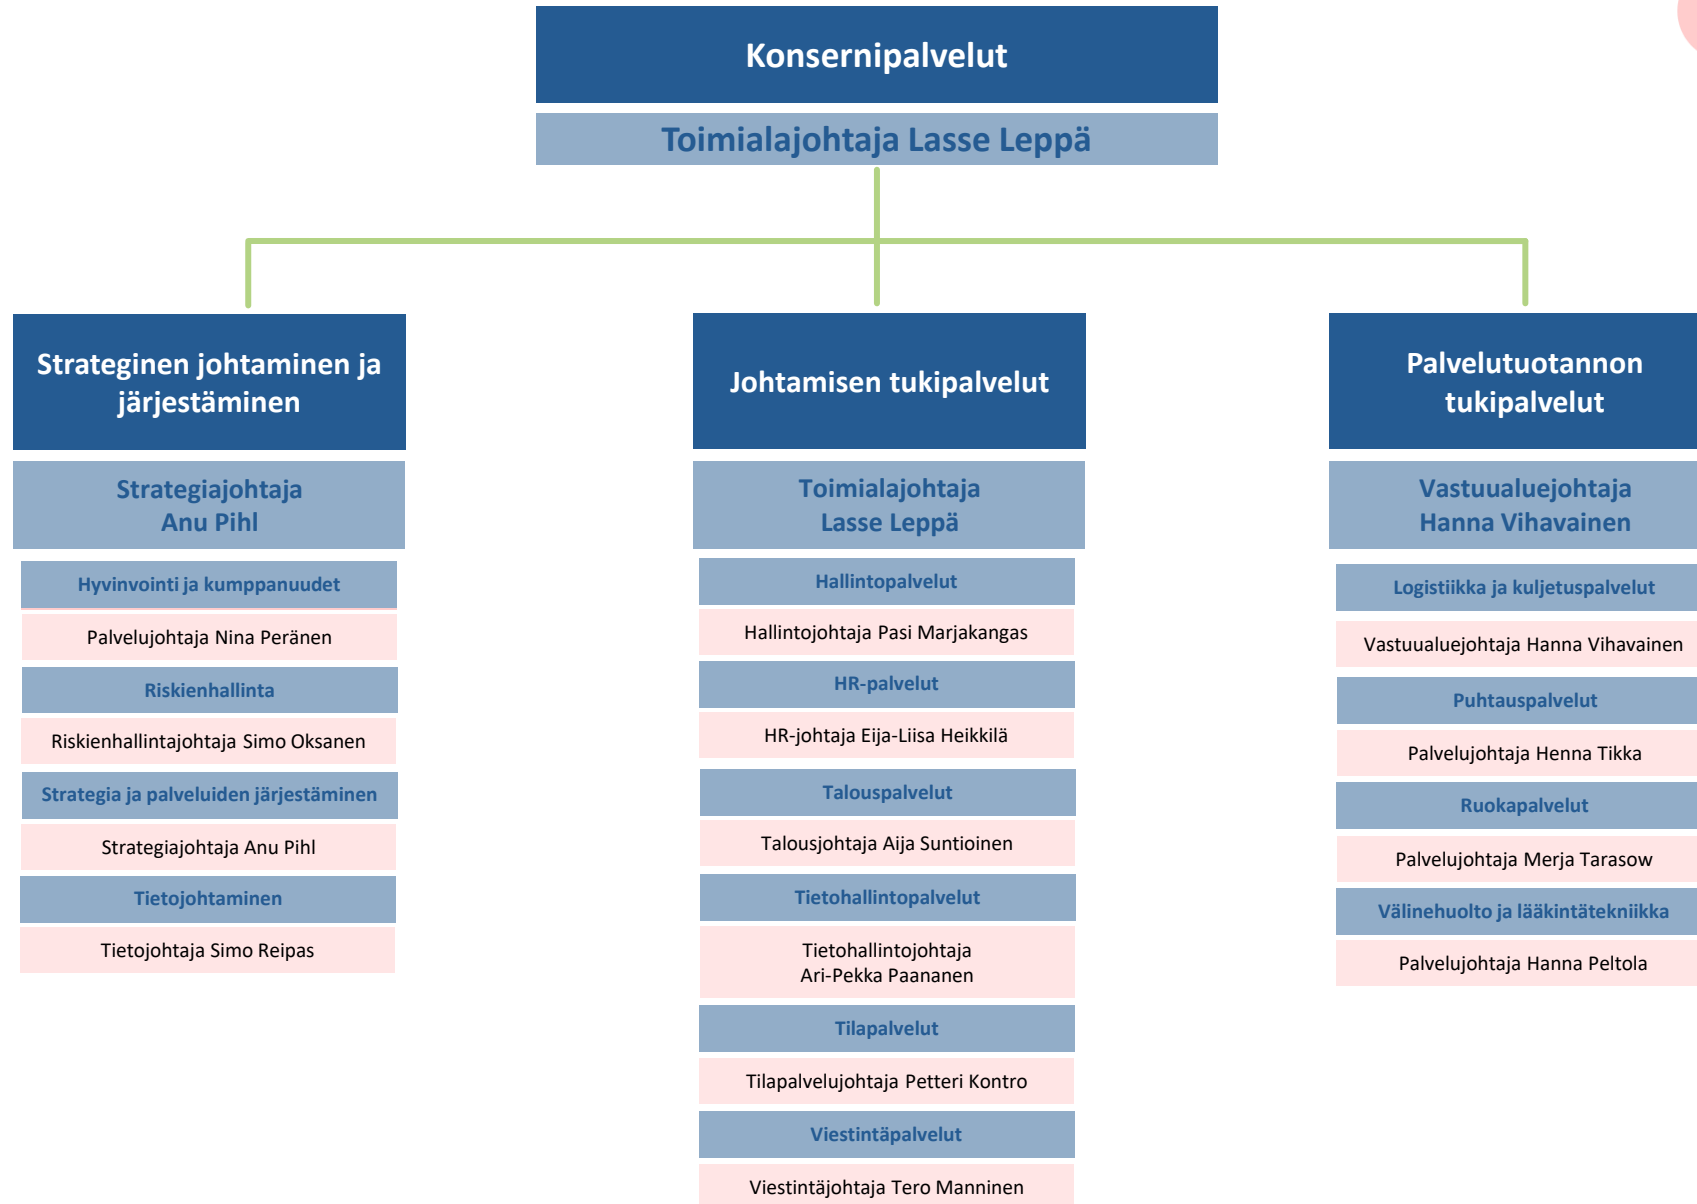 Konsernipalvelut
Toimialajohtaja Lasse Leppä
Strateginen johtaminen ja
järjestäminen
Strategiajohtaja
Anu Pihl
Hyvinvointi ja kumppanuudet
Palvelujohtaja Nina Peränen
Riskienhallinta
Riskienhallintajohtaja Simo Oksanen
Strategia ja palveluiden järjestäminen
Strategiajohtaja Anu Pihl
Tietojohtaminen
Tietojohtaja Simo Reipas
Johtamisen tukipalvelut
Toimialajohtaja
Lasse Leppä
Hallintopalvelut
Hallintojohtaja Pasi Marjakangas
HR-palvelut
HR-johtaja Eija-Liisa Heikkilä
Talouspalvelut
Talousjohtaja Aija Suntioinen
Tietohallintopalvelut
Tietohallintojohtaja
Ari-Pekka Paananen
Tilapalvelut
Tilapalvelujohtaja Petteri Kontro
Viestintäpalvelut
Viestintäjohtaja Tero Manninen
Palvelutuotannon
tukipalvelut
Vastuualuejohtaja
Hanna Vihavainen
Logistiikka ja kuljetuspalvelut
Vastuualuejohtaja Hanna Vihavainen
Puhtauspalvelut
Palvelujohtaja Henna Tikka
Ruokapalvelut
Palvelujohtaja Merja Tarasow
Välinehuolto ja lääkintätekniikka
Palvelujohtaja Hanna Peltola